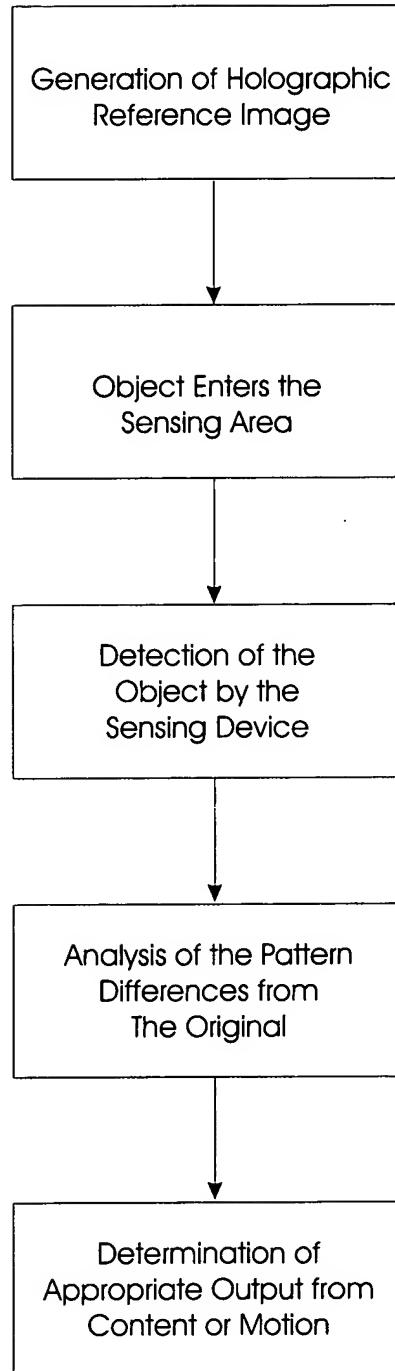 Generation of Holographic
Reference Image
Object Enters the
Sensing Area
Detection of the
Object by the
Sensing Device
Analysis of the Pattern
Differences from
The Original
Determination of
Appropriate Output from
Content or Motion